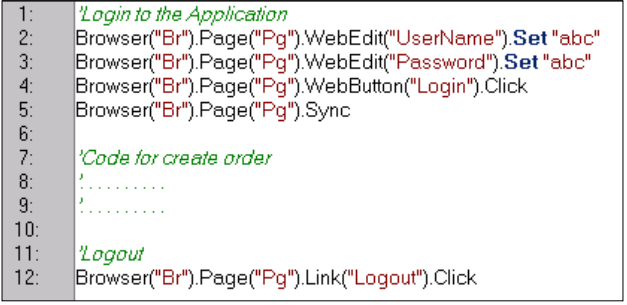 1: 'Login to the Application
2: Browser("Br").Page("Pg").WebEdit("UserName").Set "abc"
3: Browser("Br").Page("Pg").WebEdit("Password").Set "abc"
4: Browser("Br").Page("Pg").WebButton("Login").Click
5: Browser("Br").Page("Pg").Sync
6:
7: 'Code for create order
8: '. . . . . . . . . .
9: '. . . . . . . . . .
10:
11: 'Logout
12: Browser("Br").Page("Pg").Link("Logout").Click